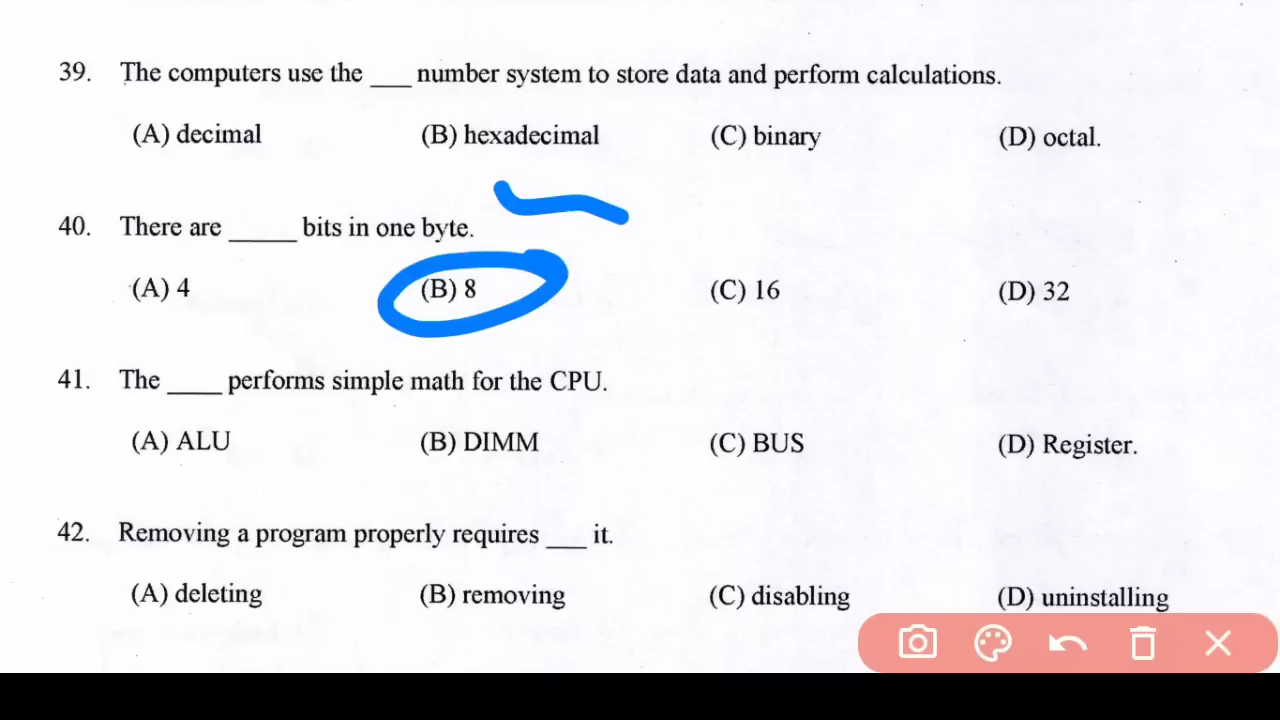 39. The computers use the ___ number system to store data and perform calculations.
(A) decimal (B) hexadecimal (C) binary (D) octal.
40. There are _____ bits in one byte.
(A) 4 (B) 8 (C) 16 (D) 32
41. The ____ performs simple math for the CPU.
(A) ALU (B) DIMM (C) BUS (D) Register.
42. Removing a program properly requires ___ it.
(A) deleting (B) removing (C) disabling (D) uninstalling